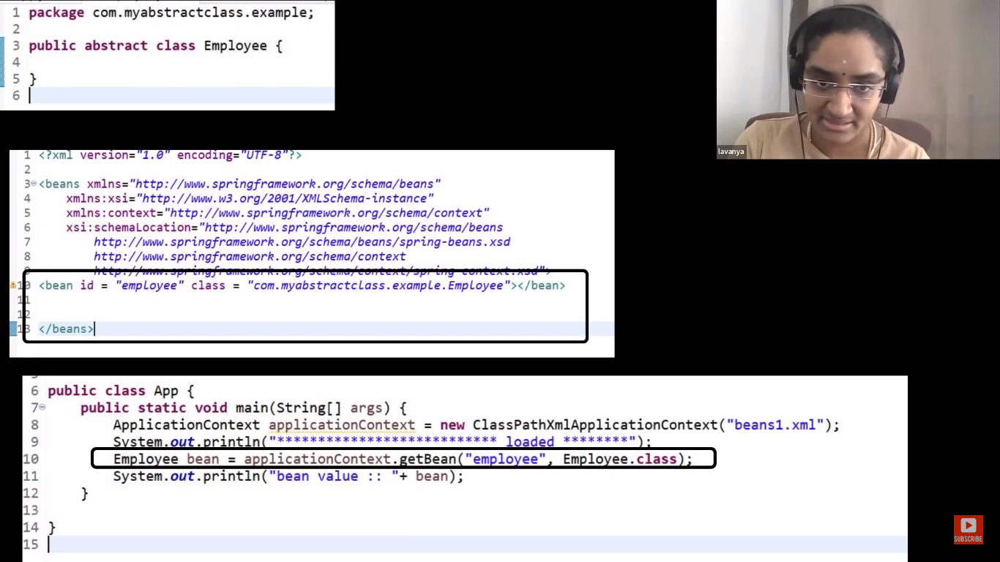 1 package com.myabstractclass.example;
2
3 public abstract class Employee {
4
5 }
6
lavanya
1 <?xml version="1.0" encoding="UTF-8"?>
2
3 <beans xmlns="http://www.springframework.org/schema/beans"
4 xmlns:xsi="http://www.w3.org/2001/XMLSchema-instance"
5 xmlns:context="http://www.springframework.org/schema/context"
6 xsi:schemaLocation="http://www.springframework.org/schema/beans
7 http://www.springframework.org/schema/beans/spring-beans.xsd
8 http://www.springframework.org/schema/context
9 http://www.springframework.org/schema/context/spring-context.xsd">
10 <bean id = "employee" class = "com.myabstractclass.example.Employee"></bean>
11
12
13 </beans>
6 public class App {
7 public static void main(String[] args) {
8 ApplicationContext applicationContext = new ClassPathXmlApplicationContext("beans1.xml");
9 System.out.println("*************************** loaded ********");
10 Employee bean = applicationContext.getBean("employee", Employee.class);
11 System.out.println("bean value :: "+ bean);
12 }
13
14 }
15
SUBSCRIBE